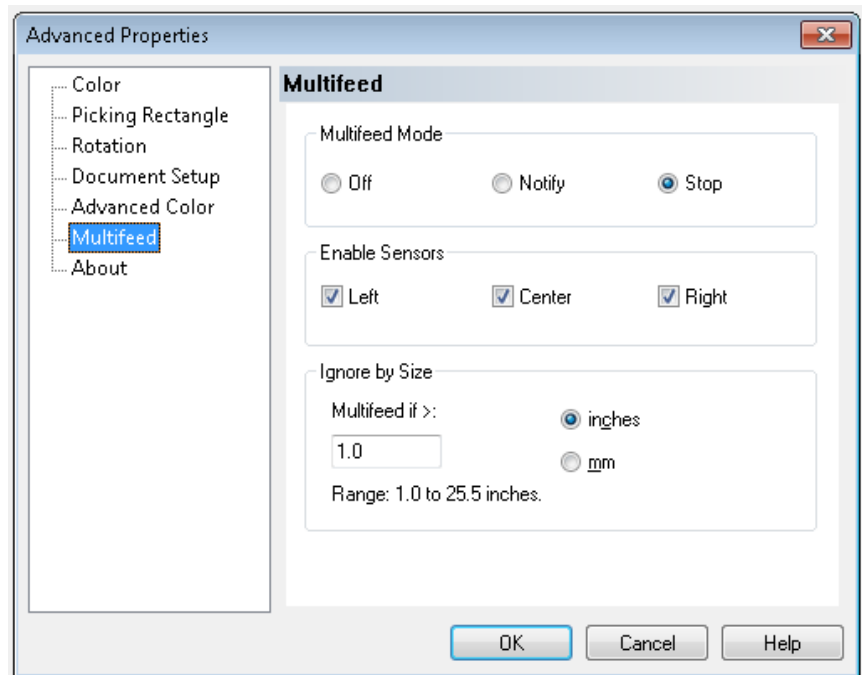 Advanced Properties
Color
Picking Rectangle
Rotation
Document Setup
Advanced Color
Multifeed
About
Multifeed
Multifeed Mode
Off Notify Stop
Enable Sensors
Left Center Right
Ignore by Size
Multifeed if >:
inches
1.0
mm
Range: 1.0 to 25.5 inches.
OK Cancel Help